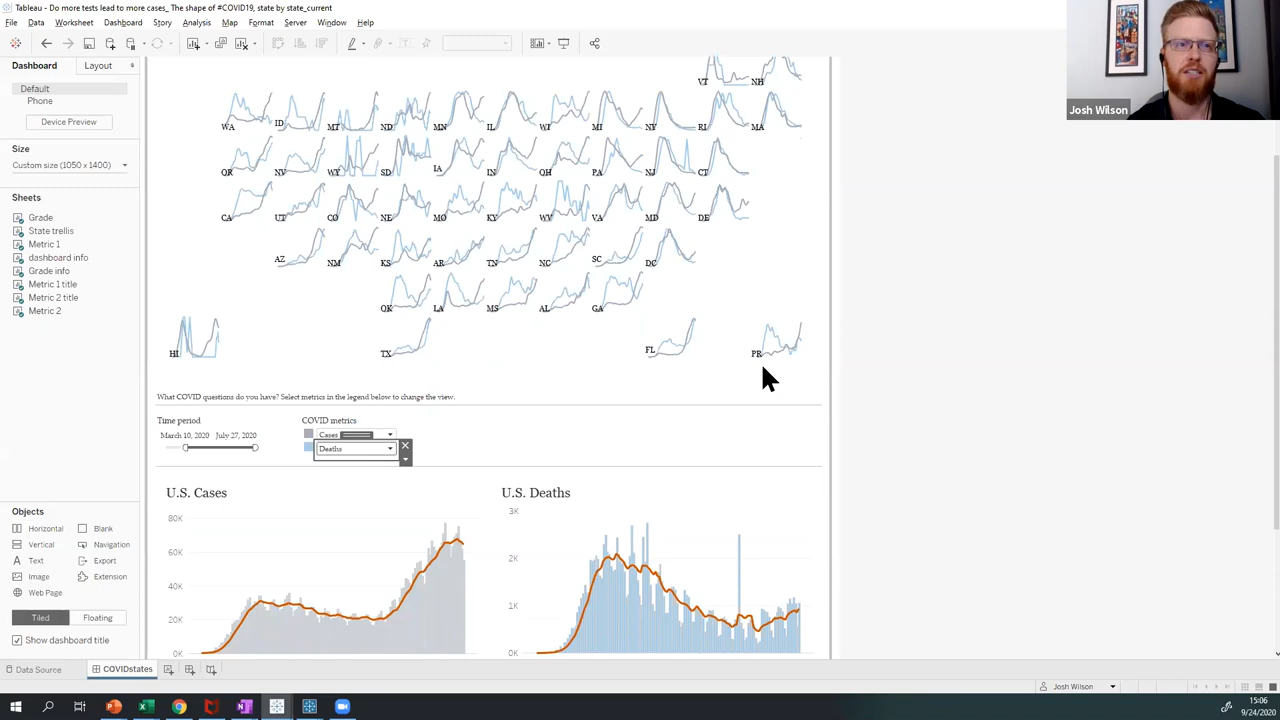 Tableau - Do more tests lead to more cases_ The shape of #COVID19, state by state_current
File Data Worksheet Dashboard Story Analysis Map Format Server Window Help
Dashboard Layout
Default
Phone
Device Preview
Size
Custom size (1050 x 1400)
Sheets
Grade
State trellis
Metric 1
dashboard info
Grade info
Metric 1 title
Metric 2 title
Metric 2
Objects
Horizontal Blank
Vertical Navigation
Text Export
Image Extension
Web Page
Tiled Floating
Show dashboard title
VT NH
WA ID MT ND MN IL WI MI NY RI MA
OR NV WY SD IA IN OH PA NJ CT
CA UT CO NE MO KY WV VA MD DE
AZ NM KS AR TN NC SC DC
OK LA MS AL GA
HI TX FL PR
What COVID questions do you have? Select metrics in the legend below to change the view.
Time period COVID metrics
March 10, 2020 July 27, 2020 Cases
Deaths
U.S. Cases U.S. Deaths
80K
60K
40K
20K
0K
3K
2K
1K
0K
Josh Wilson
Data Source COVIDstates
Josh Wilson
15:06
9/24/2020